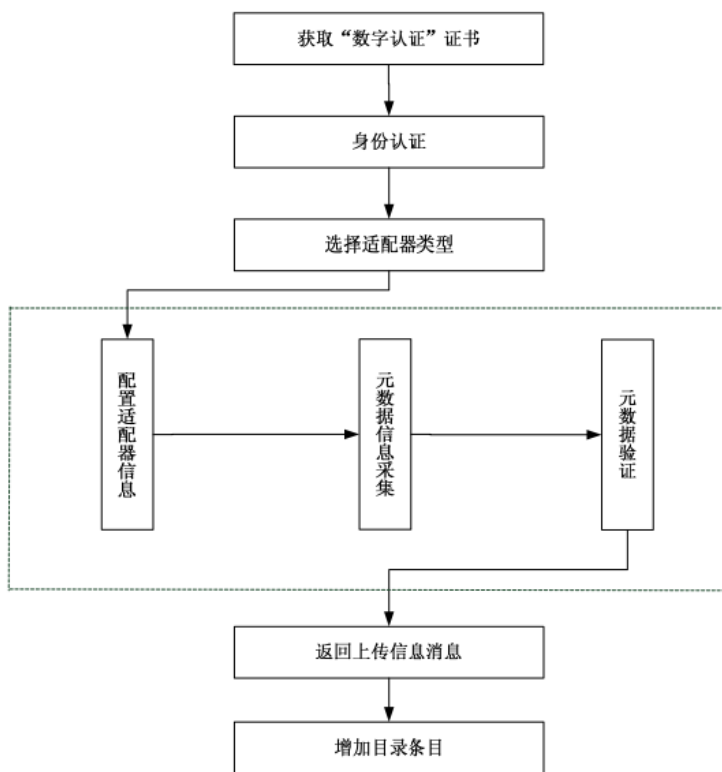 获取“数字认证”证书
身份认证
选择适配器类型
配置适配器信息
元数据信息采集
元数据验证
返回上传信息消息
增加目录条目